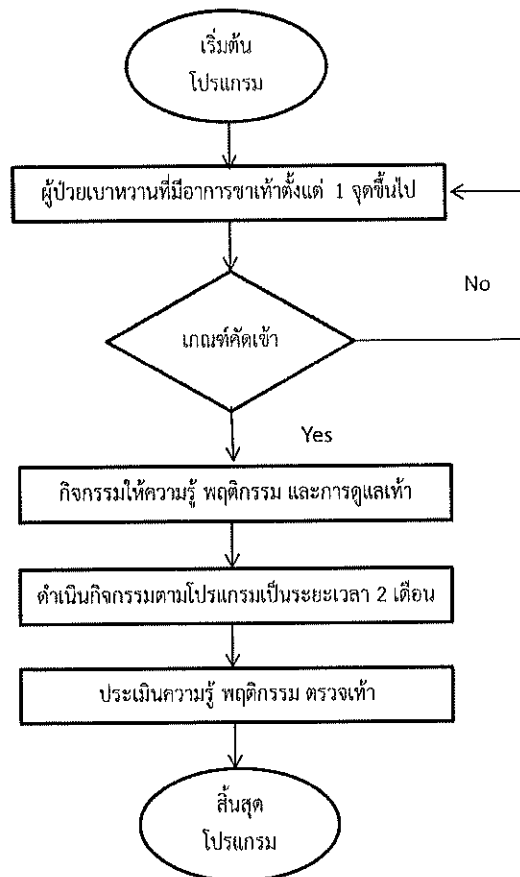 เริ่มต้น
โปรแกรม
ผู้ป่วยเบาหวานที่มีอาการชาเท้าตั้งแต่ 1 จุดขึ้นไป
No
เกณฑ์คัดเข้า
Yes
กิจกรรมให้ความรู้ พฤติกรรม และการดูแลเท้า
ดำเนินกิจกรรมตามโปรแกรมเป็นระยะเวลา 2 เดือน
ประเมินความรู้ พฤติกรรม ตรวจเท้า
สิ้นสุด
โปรแกรม